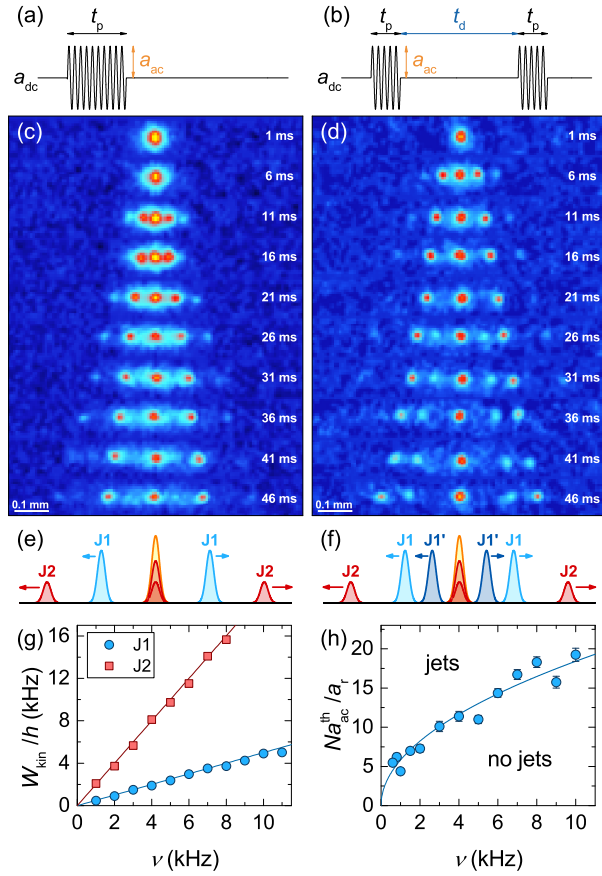 (a)
t_p
a_ac
a_dc
(b)
t_p
t_d
t_p
a_ac
a_dc
(c)
1 ms
6 ms
11 ms
16 ms
21 ms
26 ms
31 ms
36 ms
41 ms
46 ms
0.1 mm
(d)
1 ms
6 ms
11 ms
16 ms
21 ms
26 ms
31 ms
36 ms
41 ms
46 ms
0.1 mm
(e)
J2
J1
J1
J2
(f)
J2
J1
J1'
J1'
J1
J2
(g)
J1
J2
W_kin/h (kHz)
16
12
8
4
0
0 2 4 6 8 10
ν (kHz)
(h)
jets
no jets
Na_ac^th/a_r
20
15
10
5
0
0 2 4 6 8 10
ν (kHz)